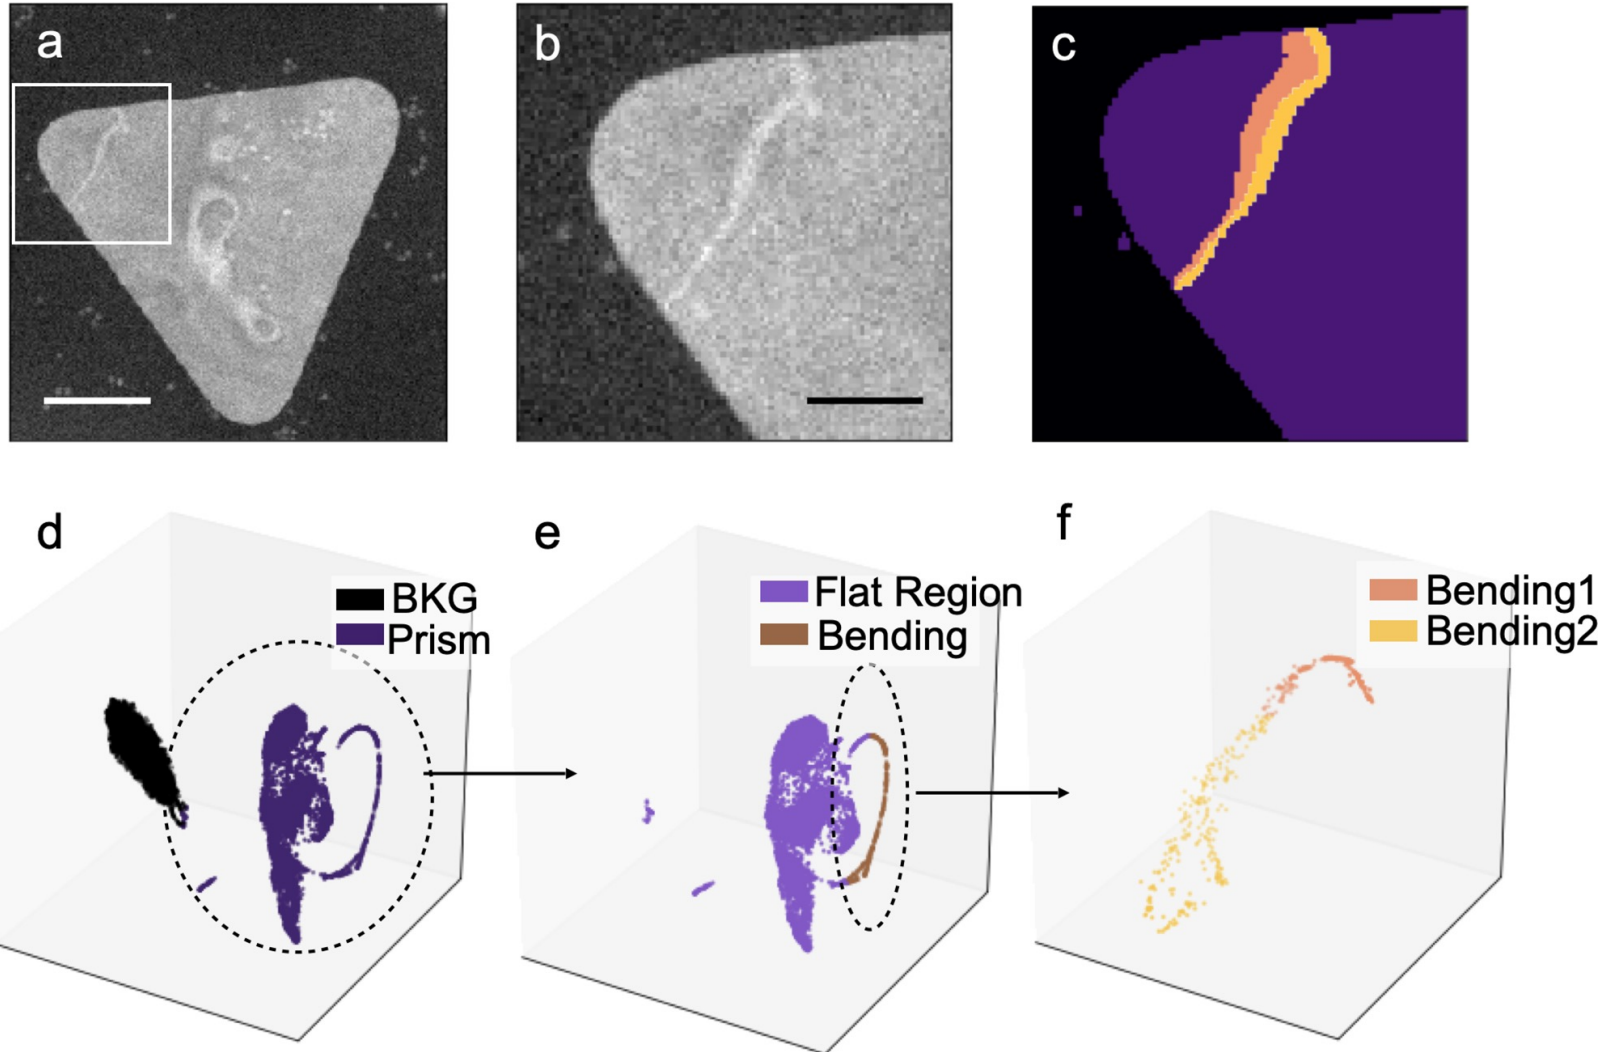 a
b
c
d
BKG
Prism
e
Flat Region
Bending
f
Bending1
Bending2